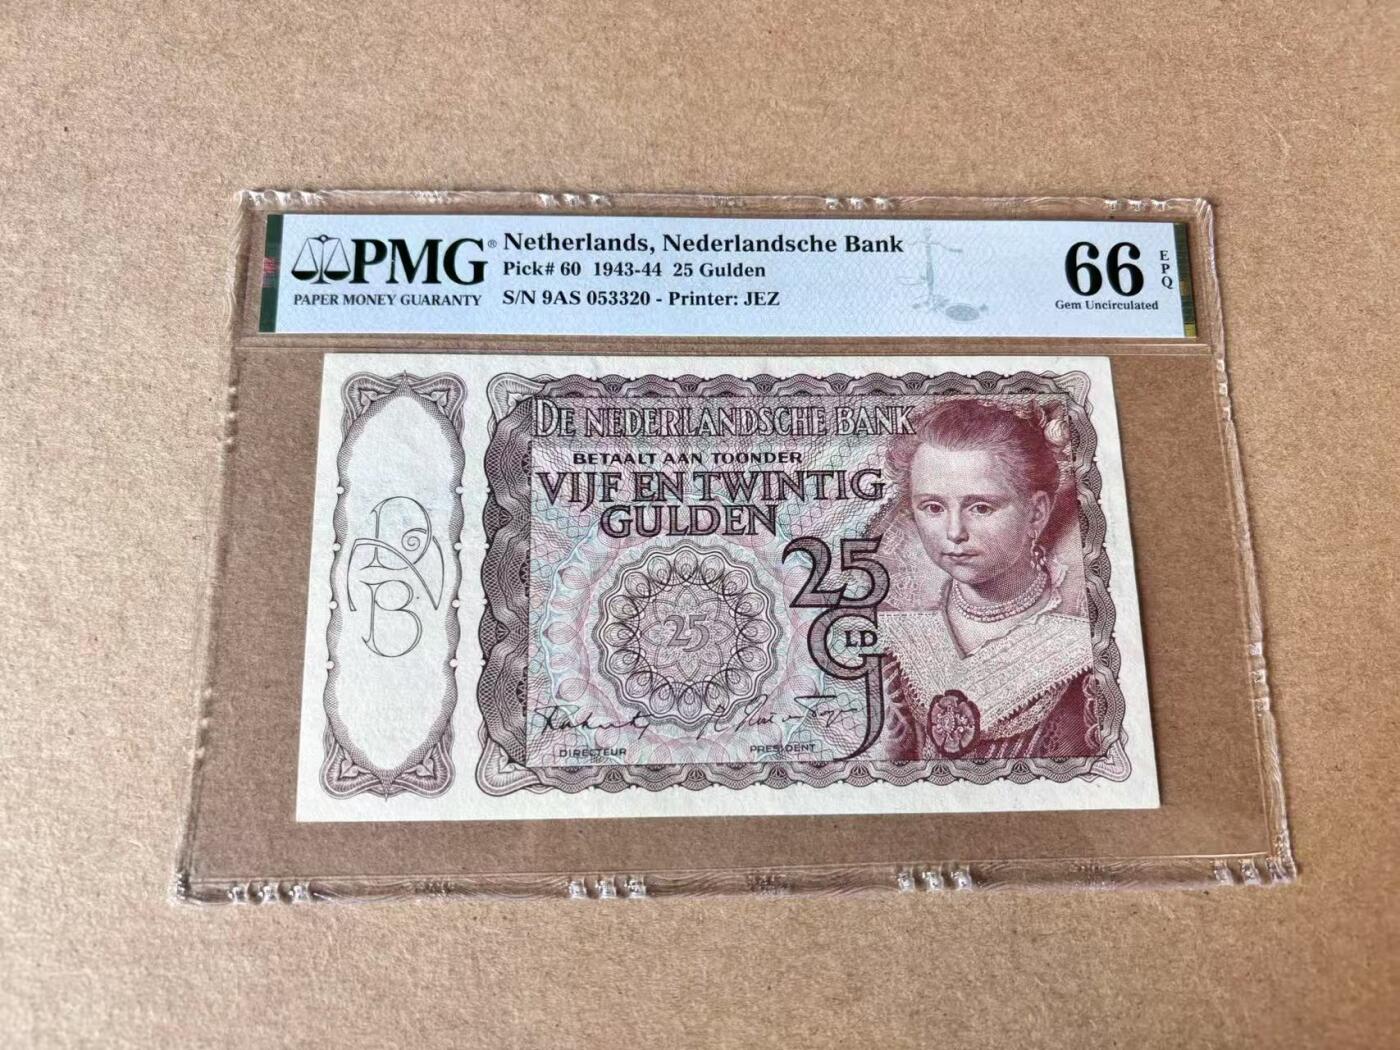 PMG®
PAPER MONEY GUARANTY
Netherlands, Nederlandsche Bank
Pick# 60 1943-44 25 Gulden
S/N 9AS 053320 - Printer: JEZ
66
EPQ
Gem Uncirculated
DE NEDERLANDSCHE BANK
BETAALT AAN TOONDER
VIJF EN TWINTIG
GULDEN
25
GLD
25
DNB
DIRECTEUR
PRESIDENT